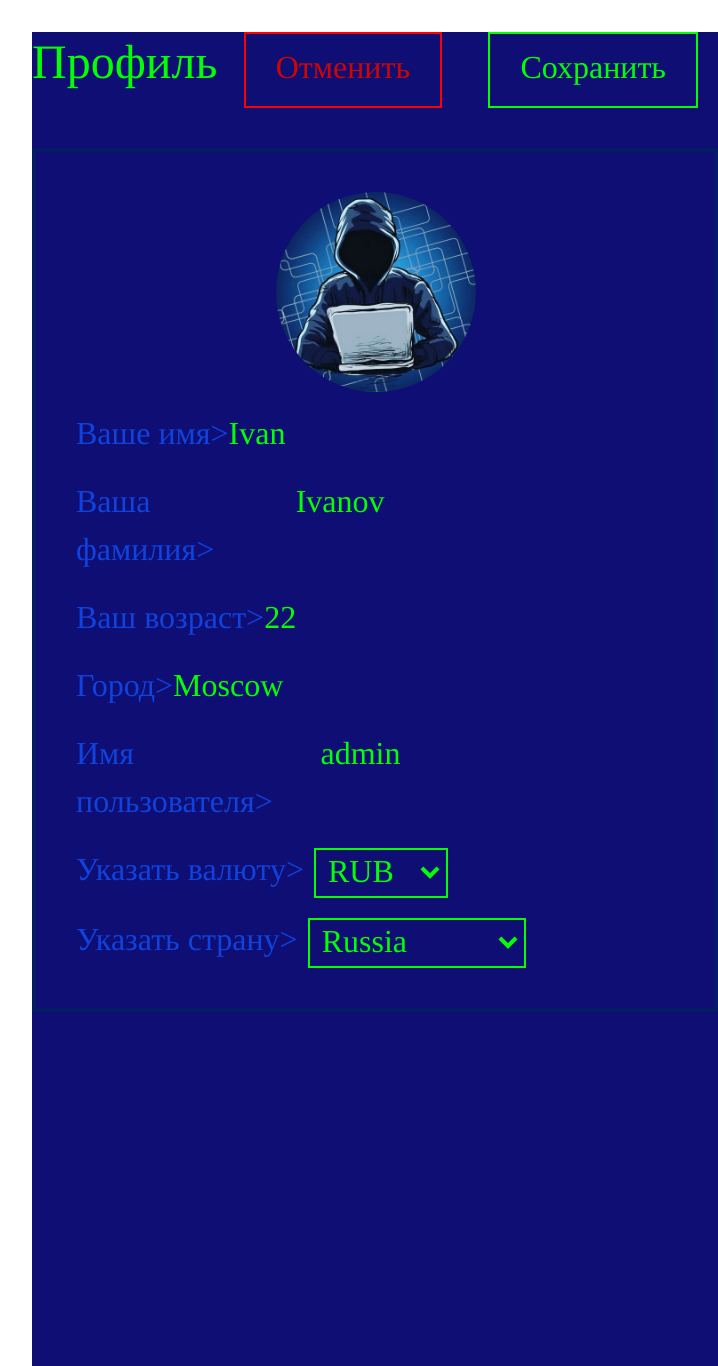 Профиль Отменить Сохранить
Ваше имя>Ivan
Ваша Ivanov
фамилия>
Ваш возраст>22
Город>Moscow
Имя admin
пользователя>
Указать валюту> RUB
Указать страну> Russia